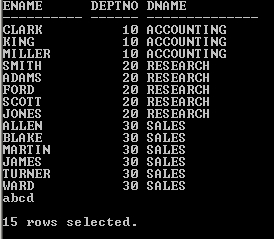 ENAME DEPTNO DNAME
---------- ---------- --------------
CLARK 10 ACCOUNTING
KING 10 ACCOUNTING
MILLER 10 ACCOUNTING
SMITH 20 RESEARCH
ADAMS 20 RESEARCH
FORD 20 RESEARCH
SCOTT 20 RESEARCH
JONES 20 RESEARCH
ALLEN 30 SALES
BLAKE 30 SALES
MARTIN 30 SALES
JAMES 30 SALES
TURNER 30 SALES
WARD 30 SALES
abcd
15 rows selected.